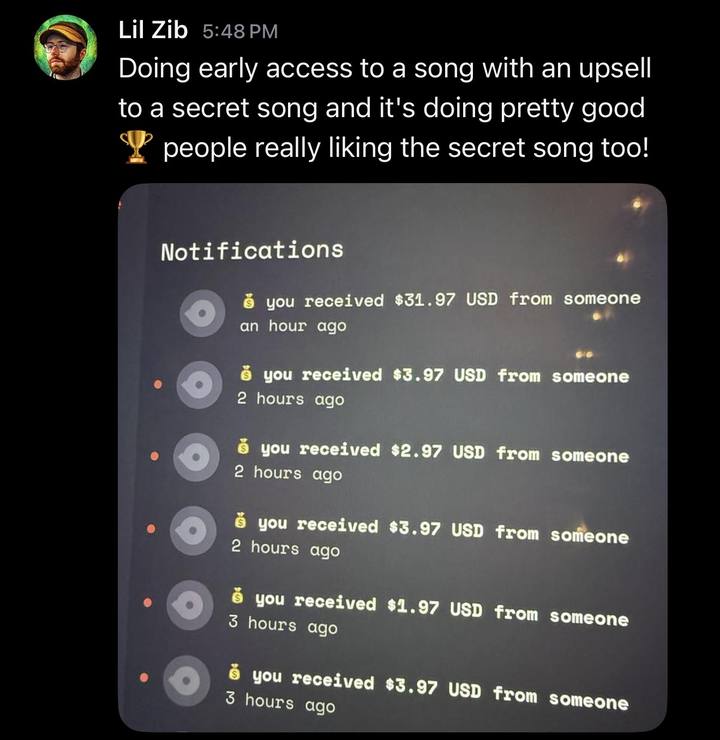 Lil Zib 5:48 PM
Doing early access to a song with an upsell
to a secret song and it's doing pretty good
🏆 people really liking the secret song too!
Notifications
💰 you received $31.97 USD from someone
an hour ago
💰 you received $3.97 USD from someone
2 hours ago
💰 you received $2.97 USD from someone
2 hours ago
💰 you received $3.97 USD from someone
2 hours ago
💰 you received $1.97 USD from someone
3 hours ago
💰 you received $3.97 USD from someone
3 hours ago